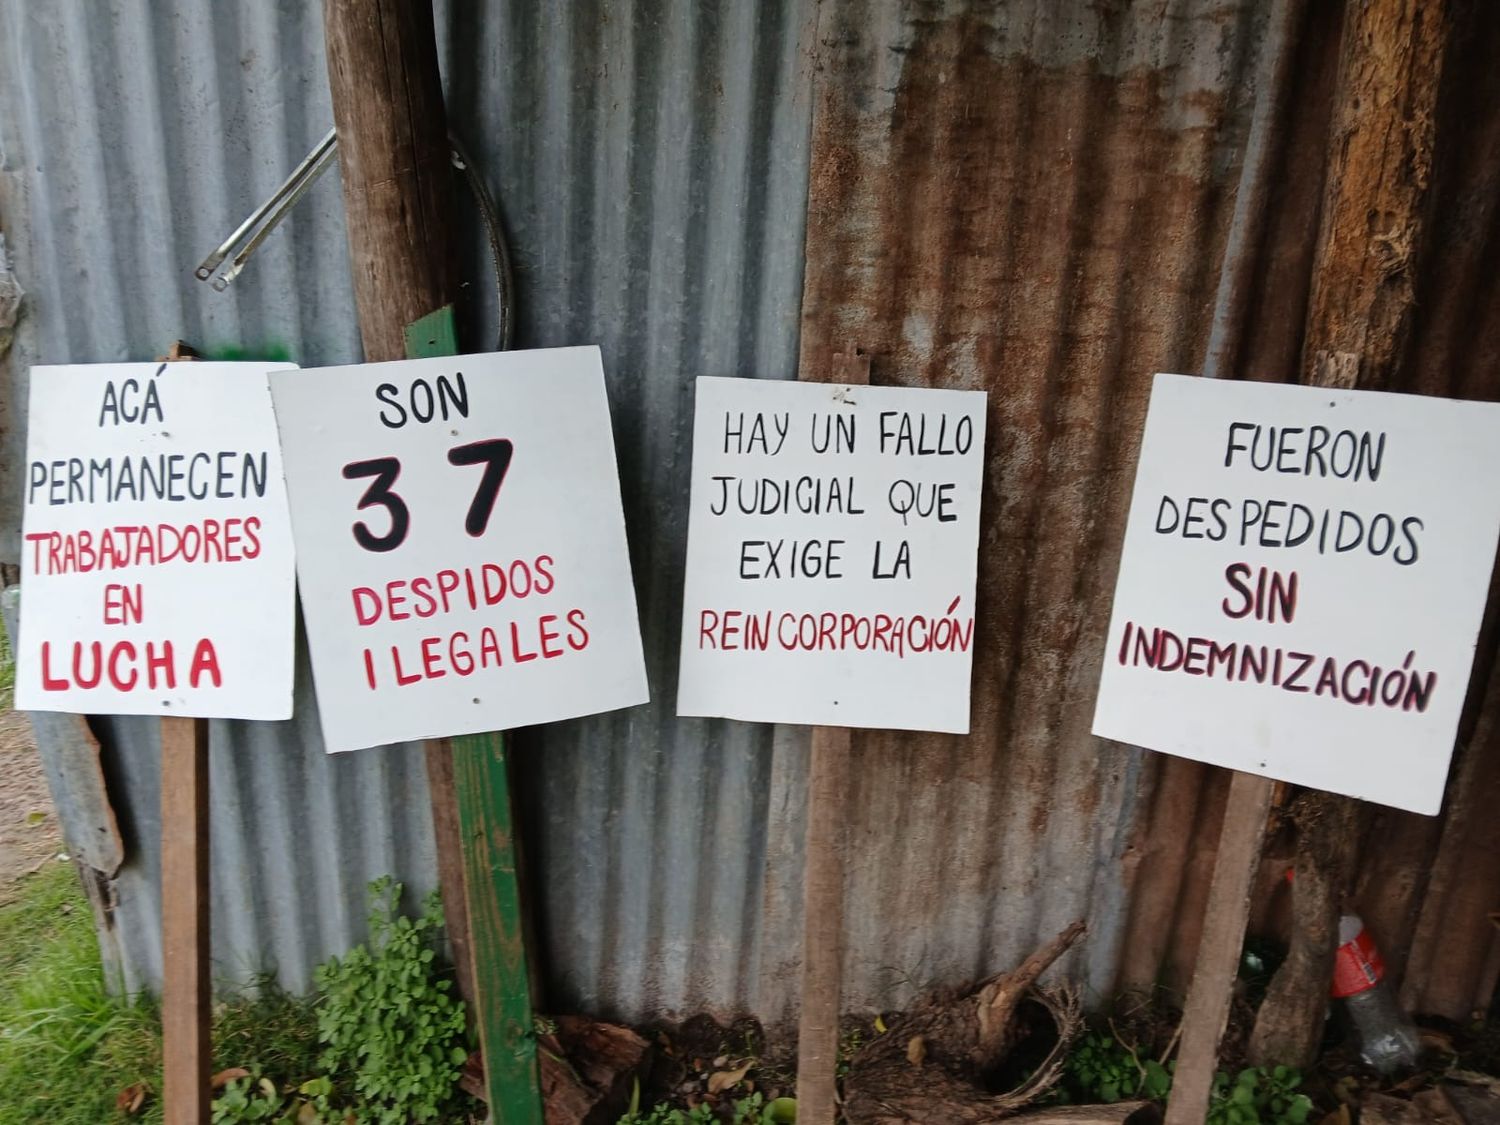 ACÁ
PERMANECEN
TRABAJADORES
EN
LUCHA
SON
37
DESPIDOS
ILEGALES
HAY UN FALLO
JUDICIAL QUE
EXIGE LA
REINCORPORACIÓN
FUERON
DESPEDIDOS
SIN
INDEMNIZACIÓN